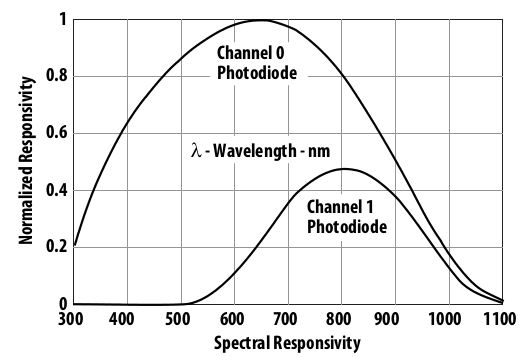 Normalized Responsivity
1
0.8
0.6
0.4
0.2
0
Channel 0
Photodiode
λ - Wavelength - nm
Channel 1
Photodiode
300 400 500 600 700 800 900 1000 1100
Spectral Responsivity